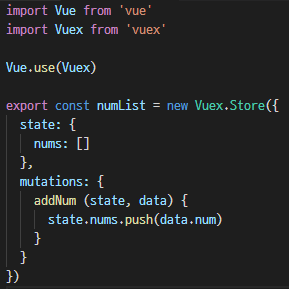 import Vue from 'vue'
import Vuex from 'vuex'

Vue.use(Vuex)

export const numList = new Vuex.Store({
  state: {
    nums: []
  },
  mutations: {
    addNum (state, data) {
      state.nums.push(data.num)
    }
  }
})